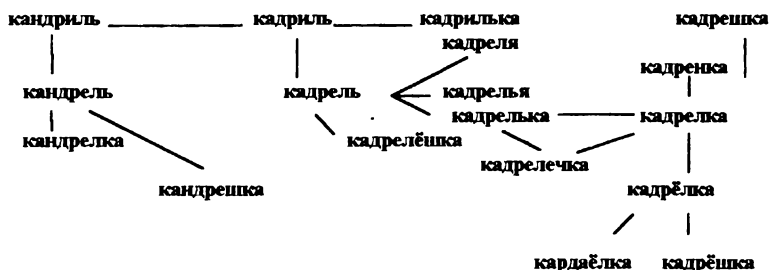 кандриль кадриль кадрилька кадрешка
кадреля
кадренка
кандрель кадрель кадрелья
кадрелька кадрелка
кандрелка кадрелёшка
кадрелечка
кандрешка кадрёлка
кардаёлка кадрёшка